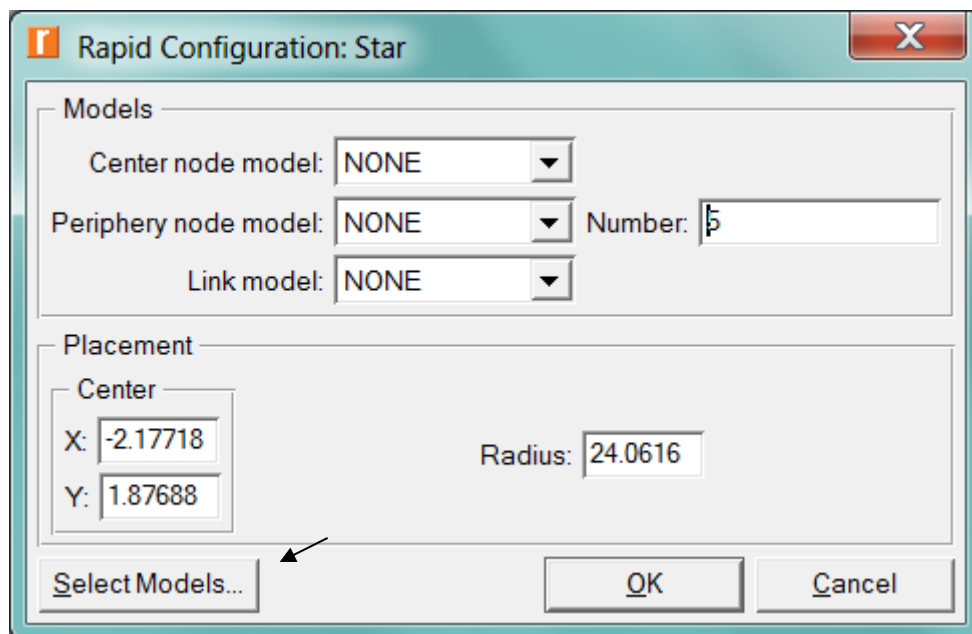 r Rapid Configuration: Star X
Models
Center node model: NONE
Periphery node model: NONE Number: 5
Link model: NONE
Placement
Center
X: -2.17718
Radius: 24.0616
Y: 1.87688
Select Models... OK Cancel